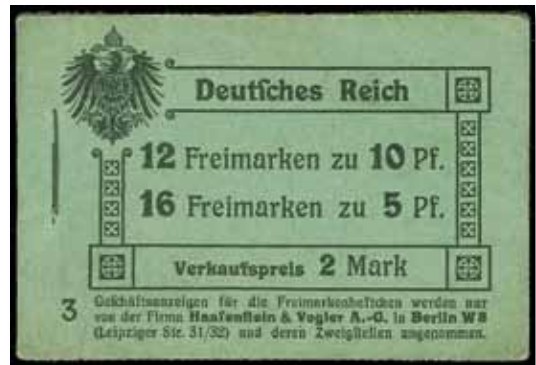 Deutſches Reich
12 Freimarken zu 10 Pf.
16 Freimarken zu 5 Pf.
Verkaufspreis 2 Mark
3
Geſchäftsanzeigen für die Freimarkenheftchen werden nur
von der Firma Haaſenſtein & Vogler A.-G. in Berlin W8
(Leipziger Str. 31/32) und deren Zweigſtellen angenommen.